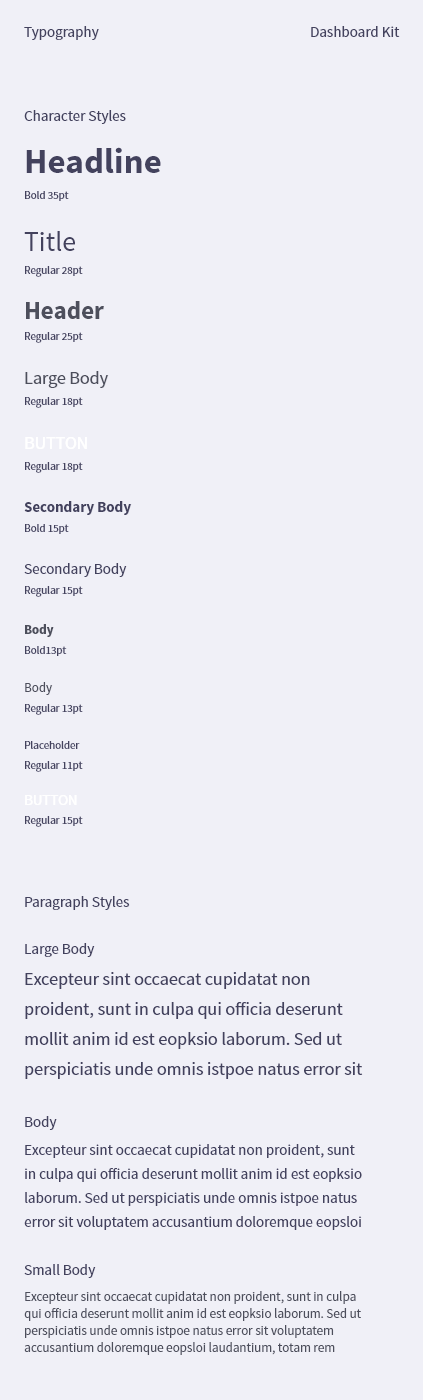 Typography
Dashboard Kit
Character Styles
Headline
Bold 35pt
Title
Regular 28pt
Header
Regular 25pt
Large Body
Regular 18pt
BUTTON
Regular 18pt
Secondary Body
Bold 15pt
Secondary Body
Regular 15pt
Body
Bold13pt
Body
Regular 13pt
Placeholder
Regular 11pt
BUTTON
Regular 15pt
Paragraph Styles
Large Body
Excepteur sint occaecat cupidatat non
proident, sunt in culpa qui officia deserunt
mollit anim id est eopksio laborum. Sed ut
perspiciatis unde omnis istpoe natus error sit
Body
Excepteur sint occaecat cupidatat non proident, sunt
in culpa qui officia deserunt mollit anim id est eopksio
laborum. Sed ut perspiciatis unde omnis istpoe natus
error sit voluptatem accusantium doloremque eopsloi
Small Body
Excepteur sint occaecat cupidatat non proident, sunt in culpa
qui officia deserunt mollit anim id est eopksio laborum. Sed ut
perspiciatis unde omnis istpoe natus error sit voluptatem
accusantium doloremque eopsloi laudantium, totam rem